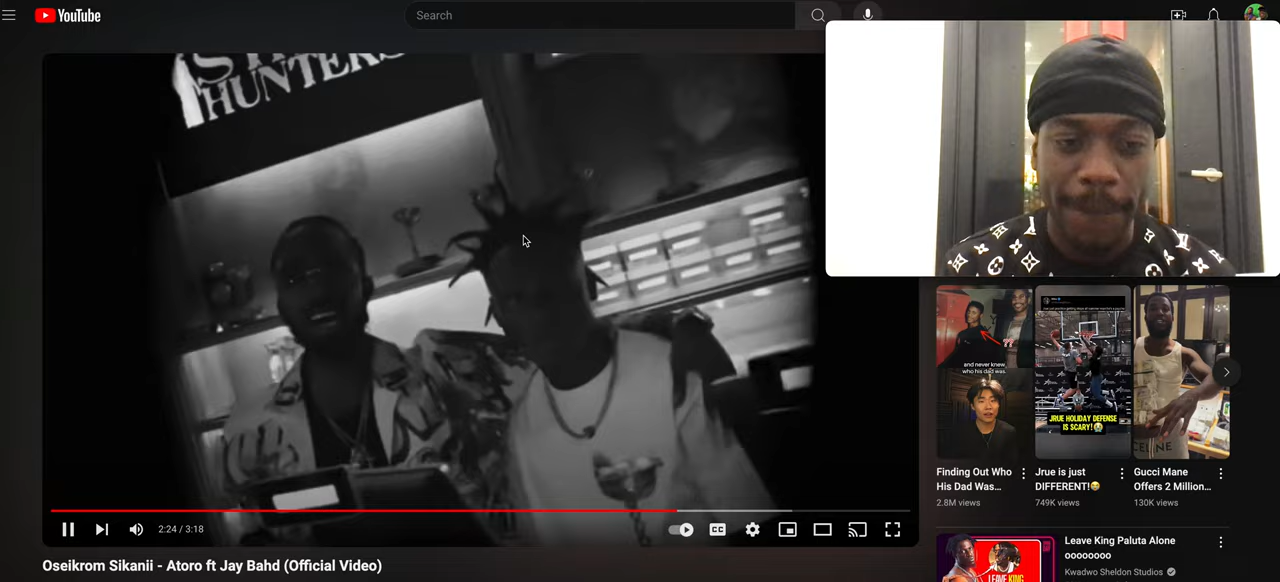 YouTube
Search
HUNTERS
2:24 / 3:18
CC
Oseikrom Sikanii - Atoro ft Jay Bahd (Official Video)
and never knew
who his dad was.
JRUE HOLIDAY DEFENSE
IS SCARY!😭
CELINE
Finding Out Who
His Dad Was...
2.8M views
Jrue is just
DIFFERENT!😂
749K views
Gucci Mane
Offers 2 Million...
130K views
LEAVE KING
Leave King Paluta Alone
oooooooo
Kwadwo Sheldon Studios